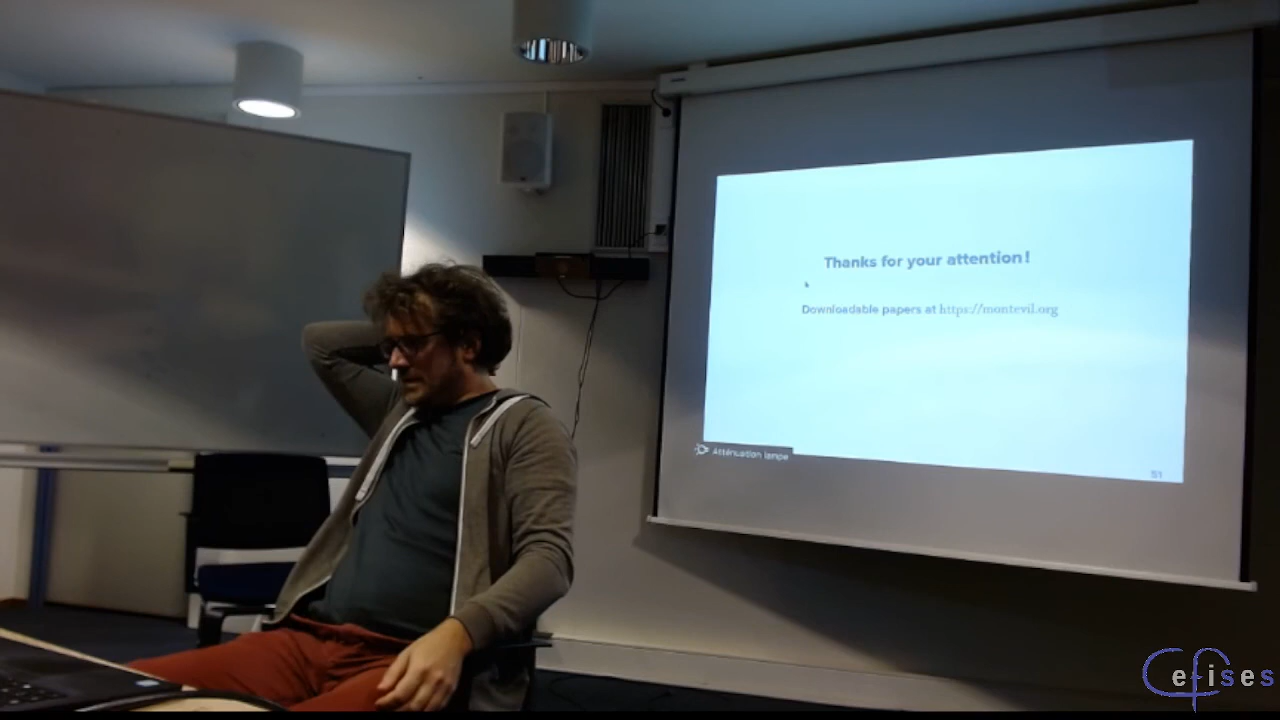 Thanks for your attention!
Downloadable papers at https://montevil.org
Atténuation lampe
51
Cefises